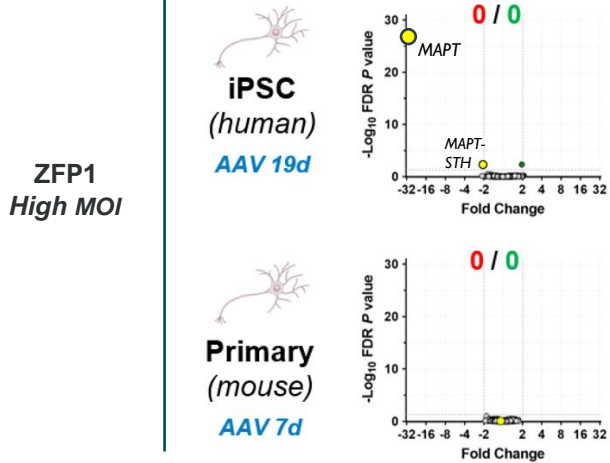 ZFP1
High MOI
iPSC
(human)
AAV 19d
0 / 0
-Log10 FDR P value
30
20
10
0
MAPT
MAPT-
STH
-32 -16 -8 -4 -2 2 4 8 16 32
Fold Change
Primary
(mouse)
AAV 7d
0 / 0
-Log10 FDR P value
30
20
10
0
-32 -16 -8 -4 -2 2 4 8 16 32
Fold Change